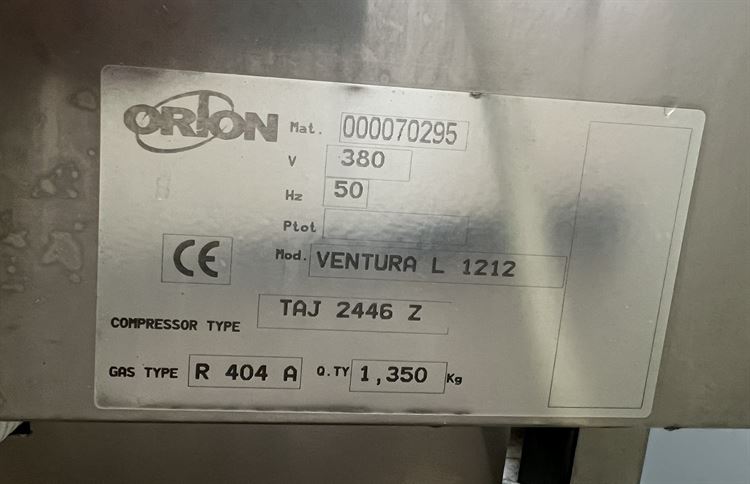 ORION
Mat. 000070295
V 380
Hz 50
Ptot
CE
Mod. VENTURA L 1212
COMPRESSOR TYPE TAJ 2446 Z
GAS TYPE R 404 A Q.TY 1,350 Kg